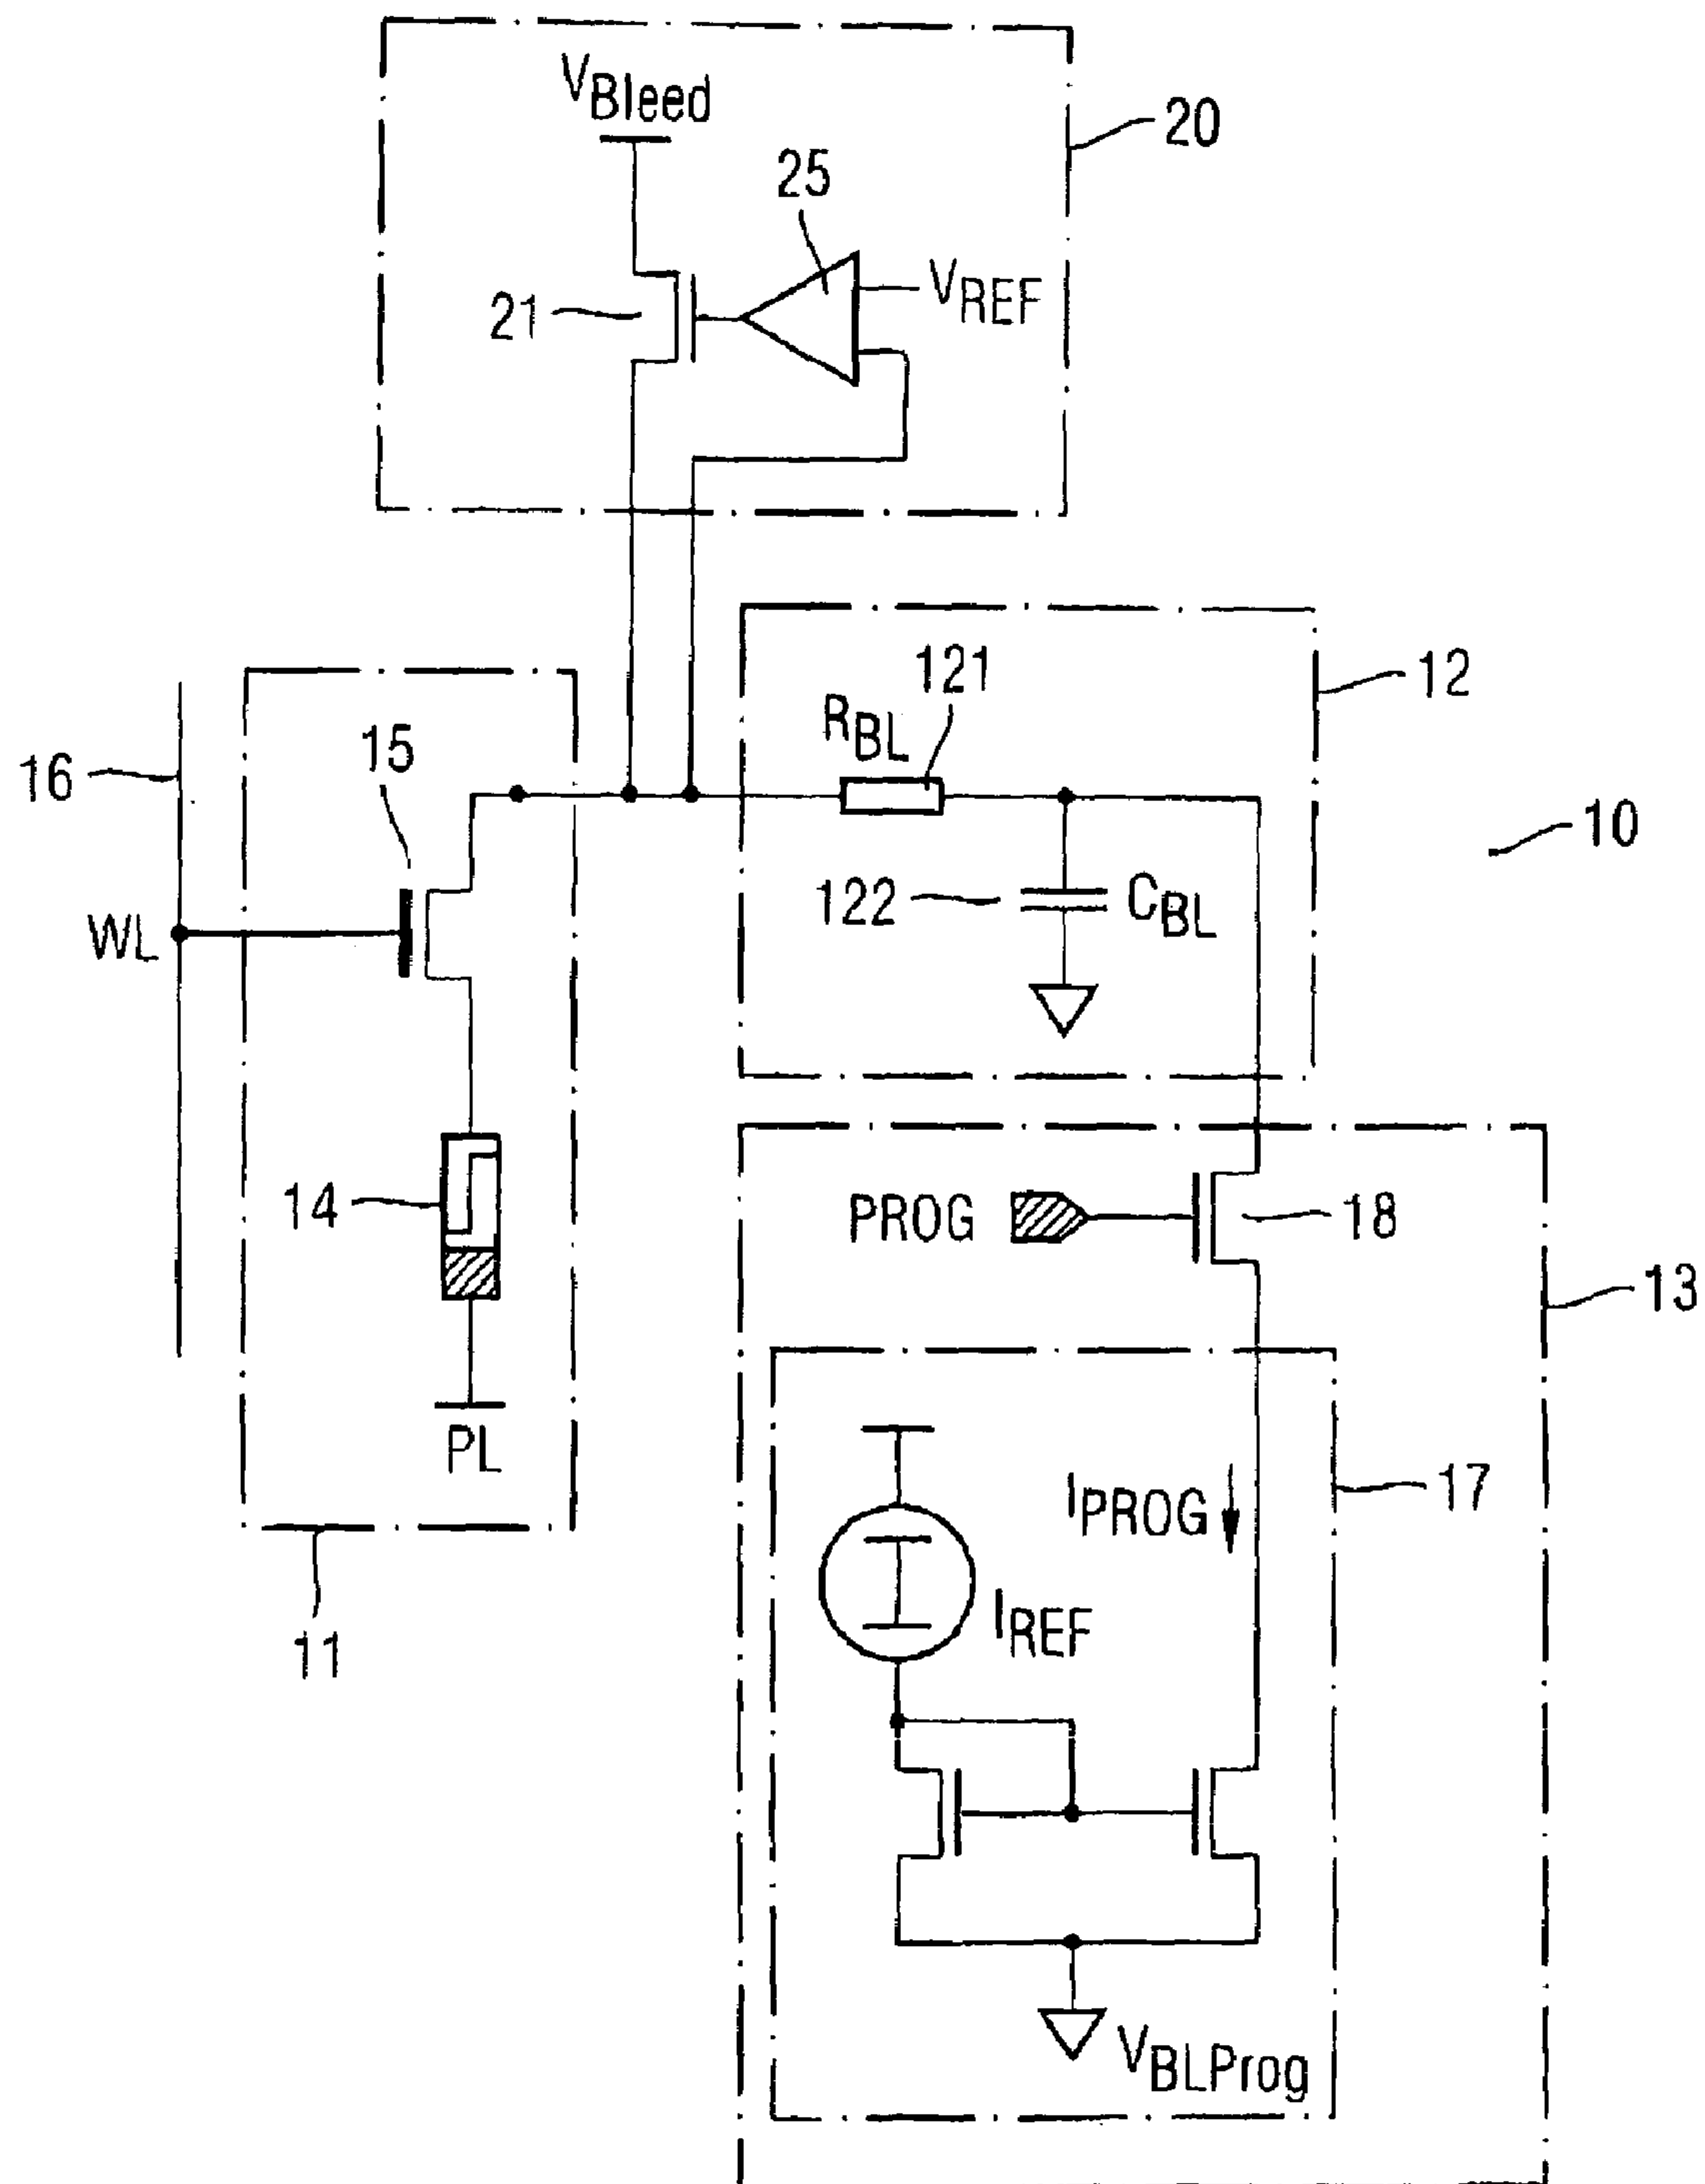 VBleed
20
25
VREF
21
12
121
RBL
15
16
10
122
CBL
WL
14
PROG
18
13
PL
IPROG
17
IREF
11
VBLProg